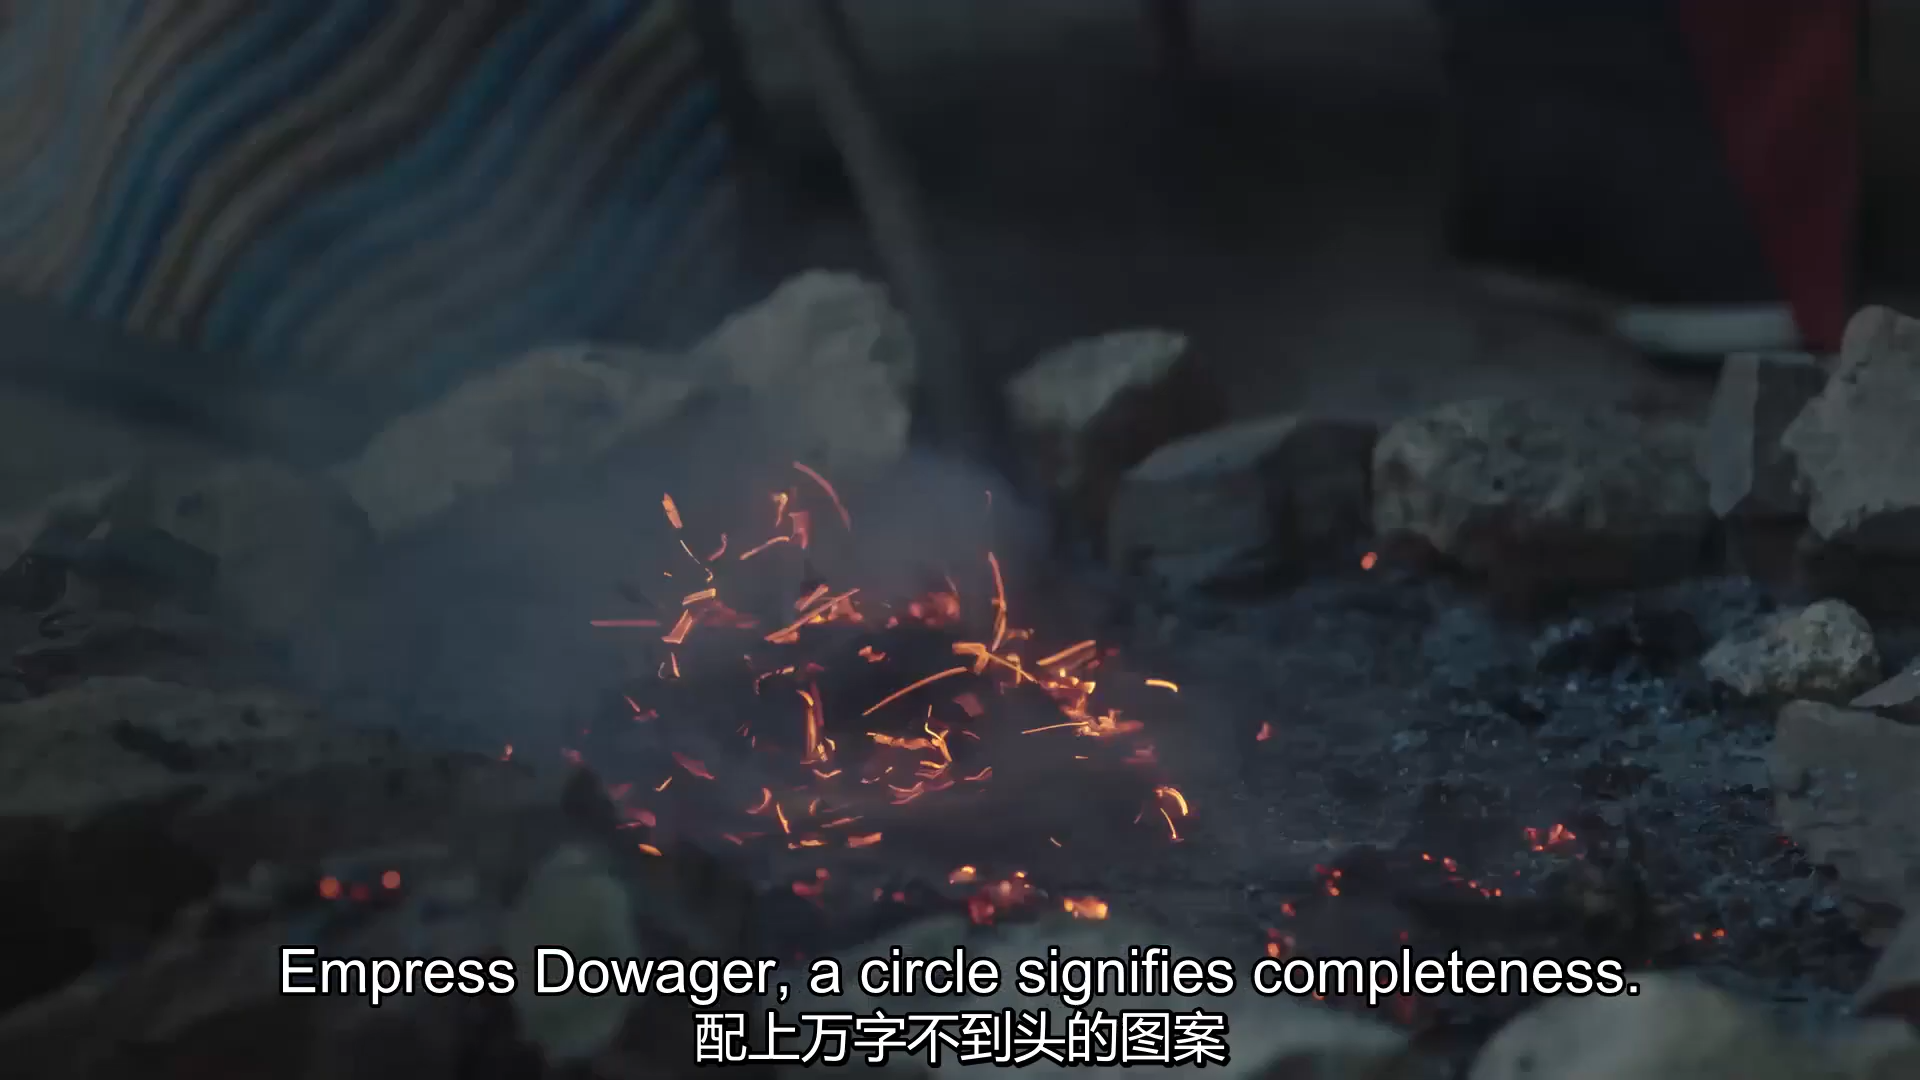 Empress Dowager, a circle signifies completeness.
配上万字不到头的图案